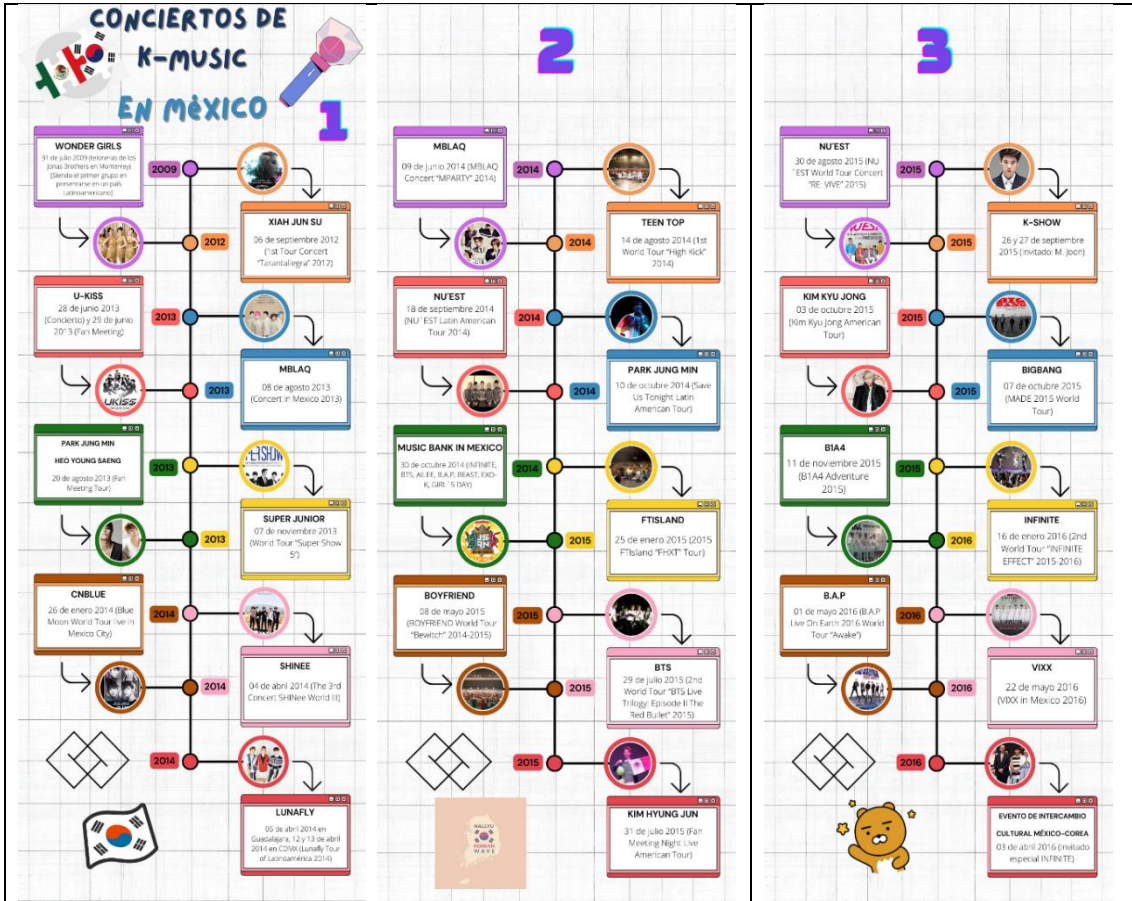 CONCIERTOS DE
K-MUSIC
EN MÉXICO
1
WONDER GIRLS
31 de julio 2009 (teloneras de los
Jonas Brothers en Monterrey)
(Siendo el primer grupo en
presentarse en un país
Latinoamericano)
2009
XIAH JUN SU
06 de septiembre 2012
(1st Tour Concert
"Tarantallegra" 2012)
2012
U-KISS
28 de junio 2013
(Concierto) y 29 de junio
2013 (Fan Meeting)
2013
UKISS
MBLAQ
08 de agosto 2013
(Concert in Mexico 2013)
2013
PARK JUNG MIN
HEO YOUNG SAENG
20 de agosto 2013 (Fan
Meeting Tour)
2013
SUPER JUNIOR
07 de noviembre 2013
(World Tour "Super Show
5")
2013
CNBLUE
26 de enero 2014 (Blue
Moon World Tour live in
Mexico City)
2014
SHINEE
04 de abril 2014 (The 3rd
Concert SHINee World III)
2014
2014
LUNAFLY
05 de abril 2014 en
Guadalajara, 12 y 13 de abril
2014 en CDMX (Lunafly Tour
of Latinoamérica 2014)
2
MBLAQ
09 de junio 2014 (MBLAQ
Concert "MPARTY" 2014)
2014
TEEN TOP
14 de agosto 2014 (1st
World Tour "High Kick"
2014)
2014
NU'EST
18 de septiembre 2014
(NU´EST Latin American
Tour 2014)
2014
PARK JUNG MIN
10 de octubre 2014 (Save
Us Tonight Latin
American Tour)
2014
MUSIC BANK IN MEXICO
30 de octubre 2014 (INFINITE,
BTS, AILEE, B.A.P, BEAST, EXO-
K, GIRL´S DAY)
2014
FTISLAND
25 de enero 2015 (2015
FTIsland "FHXT" Tour)
2015
BOYFRIEND
08 de mayo 2015
(BOYFRIEND World Tour
"Bewitch" 2014-2015)
2015
BTS
29 de julio 2015 (2nd
World Tour "BTS Live
Trilogy: Episode II The
Red Bullet" 2015)
2015
2015
HALLYU
KOREAN
WAVE
KIM HYUNG JUN
31 de julio 2015 (Fan
Meeting Night Live
American Tour)
3
NU'EST
30 de agosto 2015 (NU
´EST World Tour Concert
"RE: VIVE" 2015)
2015
K-SHOW
26 y 27 de septiembre
2015 (Invitado: M. Joon)
2015
KIM KYU JONG
03 de octubre 2015
(Kim Kyu Jong American
Tour)
2015
BIGBANG
07 de octubre 2015
(MADE 2015 World
Tour)
2015
B1A4
11 de noviembre 2015
(B1A4 Adventure
2015)
2015
INFINITE
16 de enero 2016 (2nd
World Tour "INFINITE
EFFECT" 2015-2016)
2016
B.A.P
01 de mayo 2016 (B.A.P
Live On Earth 2016 World
Tour "Awake")
2016
VIXX
22 de mayo 2016
(VIXX in Mexico 2016)
2016
2016
EVENTO DE INTERCAMBIO
CULTURAL MÉXICO-COREA
03 de abril 2016 (invitado
especial INFINITE)